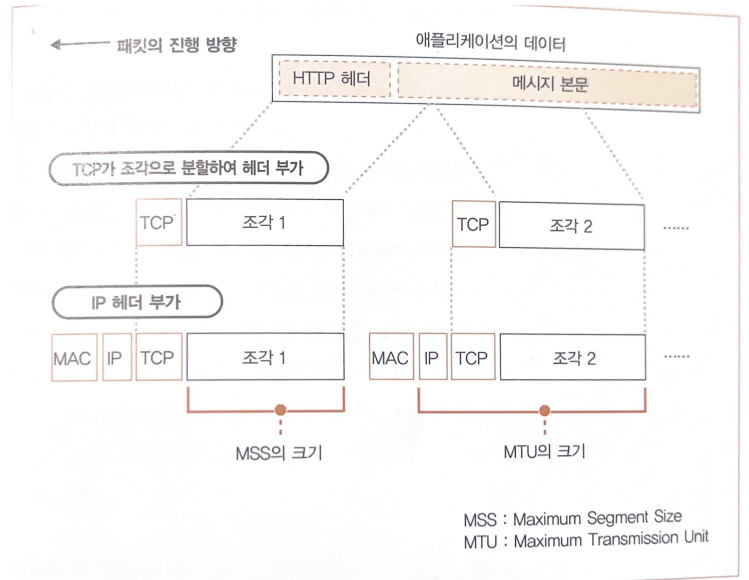 패킷의 진행 방향
애플리케이션의 데이터
HTTP 헤더 메시지 본문
TCP가 조각으로 분할하여 헤더 부가
TCP 조각 1 TCP 조각 2 ……
IP 헤더 부가
MAC IP TCP 조각 1 MAC IP TCP 조각 2 ……
MSS의 크기 MTU의 크기
MSS : Maximum Segment Size
MTU : Maximum Transmission Unit